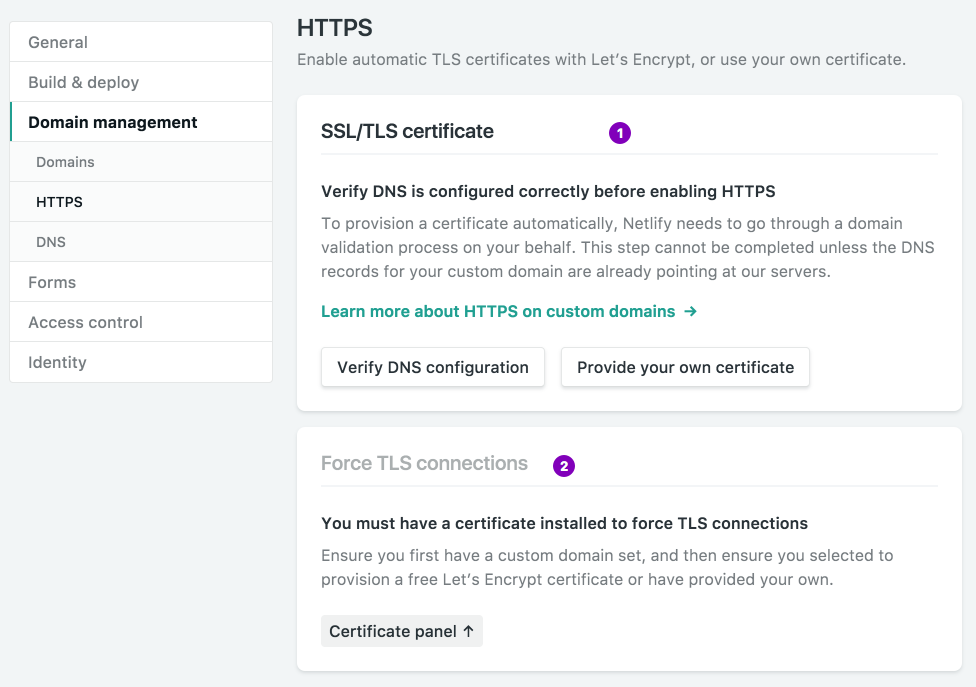 General
Build & deploy
Domain management
Domains
HTTPS
DNS
Forms
Access control
Identity
HTTPS
Enable automatic TLS certificates with Let’s Encrypt, or use your own certificate.
SSL/TLS certificate 1
Verify DNS is configured correctly before enabling HTTPS
To provision a certificate automatically, Netlify needs to go through a domain
validation process on your behalf. This step cannot be completed unless the DNS
records for your custom domain are already pointing at our servers.
Learn more about HTTPS on custom domains →
Verify DNS configuration
Provide your own certificate
Force TLS connections 2
You must have a certificate installed to force TLS connections
Ensure you first have a custom domain set, and then ensure you selected to
provision a free Let’s Encrypt certificate or have provided your own.
Certificate panel ↑